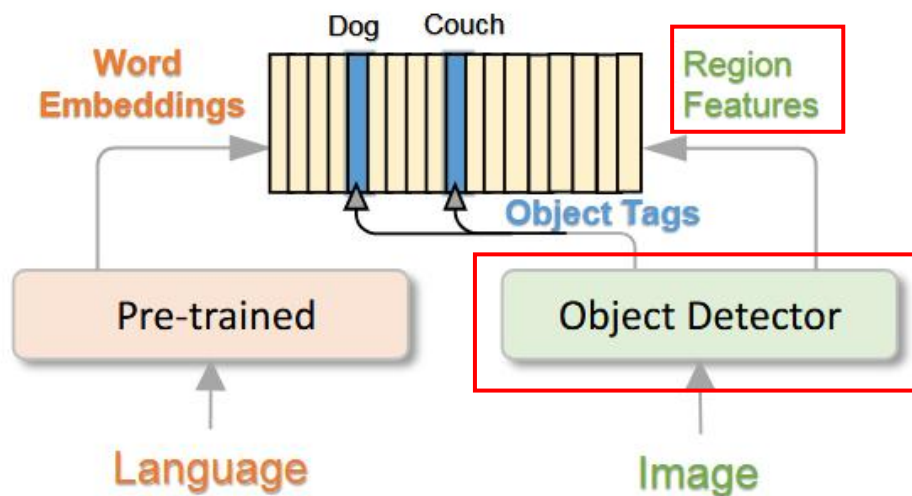 Dog Couch
Word
Embeddings
Region
Features
Object Tags
Pre-trained
Object Detector
Language
Image